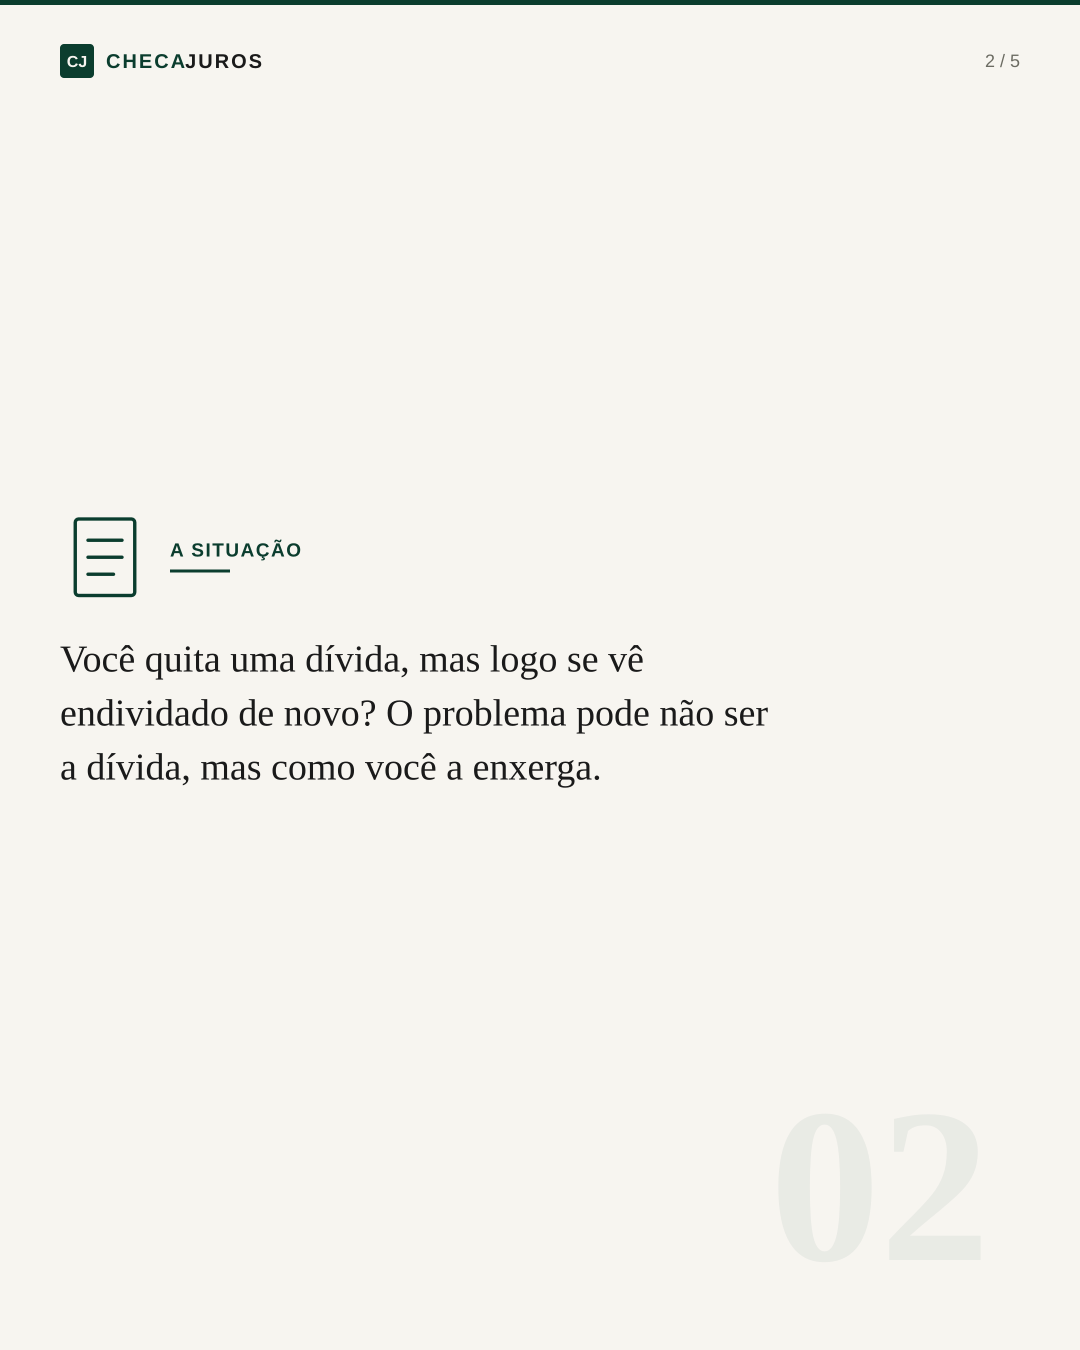 CJ CHECAJUROS
2 / 5
A SITUAÇÃO
Você quita uma dívida, mas logo se vê
endividado de novo? O problema pode não ser
a dívida, mas como você a enxerga.
02